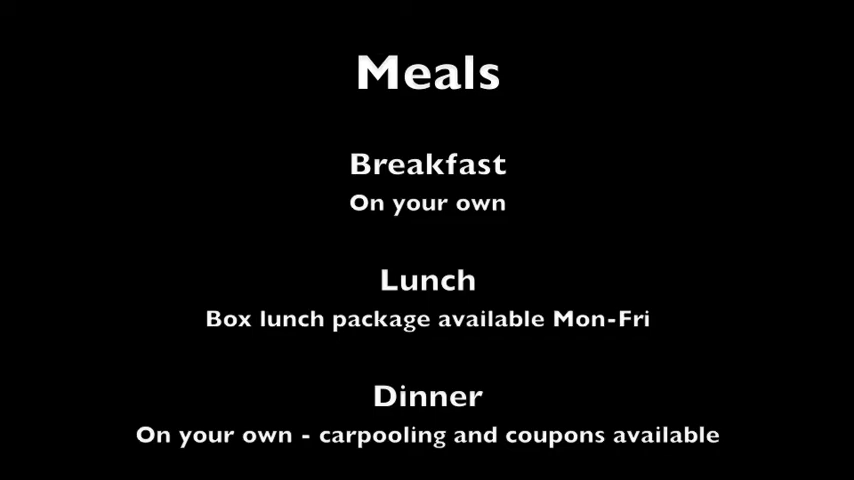 Meals
Breakfast
On your own
Lunch
Box lunch package available Mon-Fri
Dinner
On your own - carpooling and coupons available